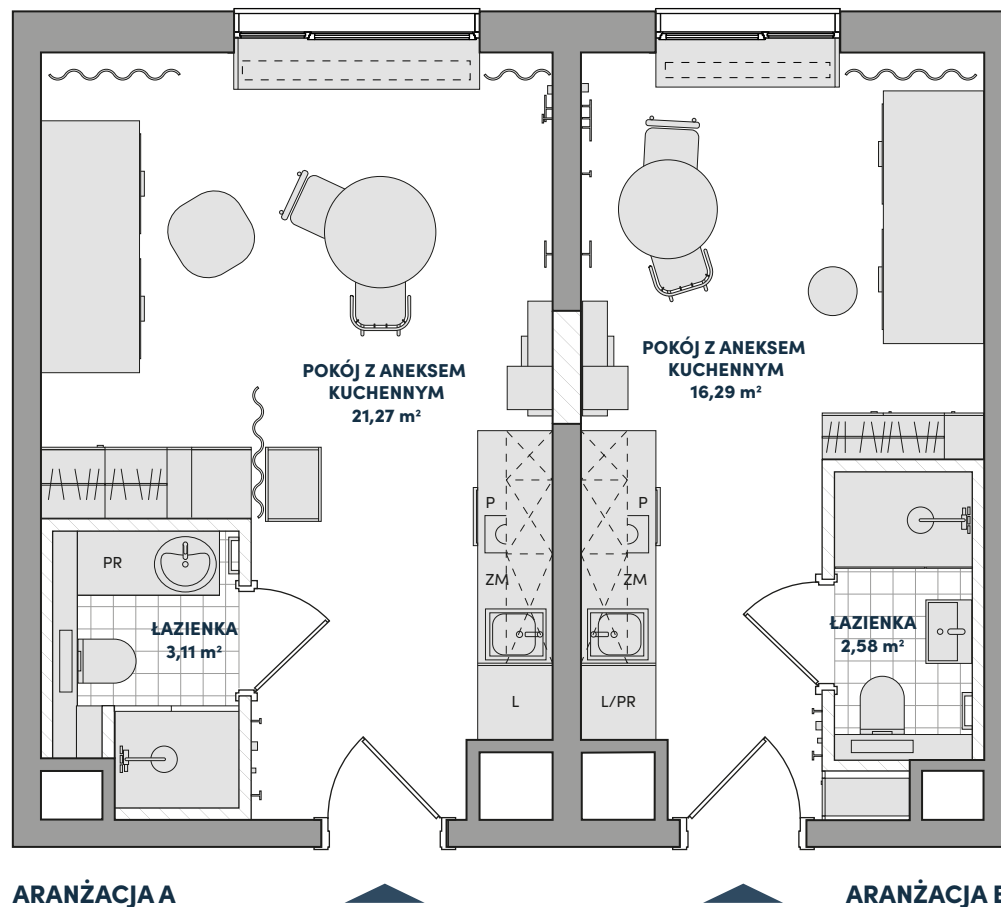 POKÓJ Z ANEKSEM
KUCHENNYM
21,27 m²
POKÓJ Z ANEKSEM
KUCHENNYM
16,29 m²
P
P
ZM
ZM
PR
ŁAZIENKA
3,11 m²
ŁAZIENKA
2,58 m²
L
L/PR
ARANŻACJA A
ARANŻACJA B